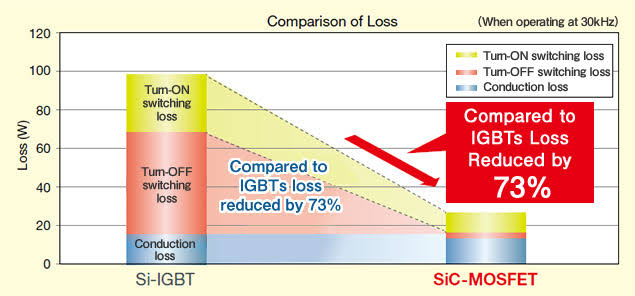 Comparison of Loss
(When operating at 30kHz)
Loss (W)
120
100
80
60
40
20
0
Turn-ON
switching
loss
Turn-OFF
switching
loss
Conduction
loss
Compared to
IGBTs loss
reduced by 73%
Turn-ON switching loss
Turn-OFF switching loss
Conduction loss
Compared to
IGBTs Loss
Reduced by
73%
Si-IGBT
SiC-MOSFET